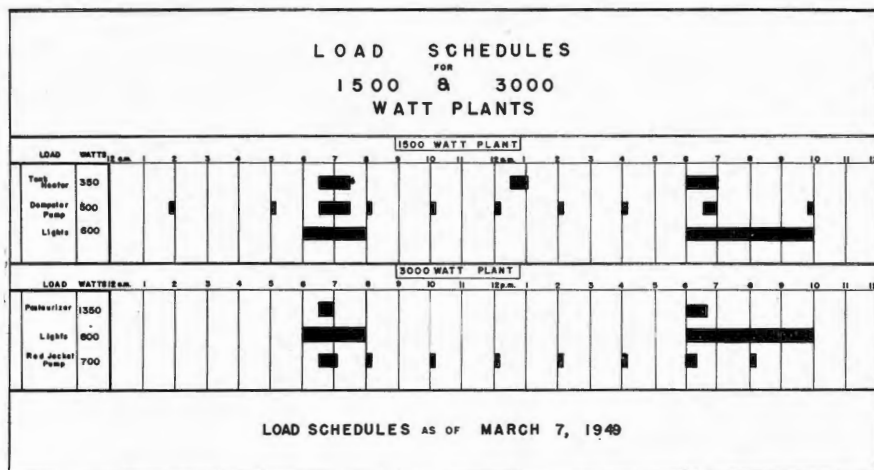 LOAD SCHEDULES
FOR
1500 & 3000
WATT PLANTS
1500 WATT PLANT
LOAD WATTS 12 a.m. 1 2 3 4 5 6 7 8 9 10 11 12 p.m. 1 2 3 4 5 6 7 8 9 10 11 12
Tank Heater 350
Dempster Pump 500
Lights 600
3000 WATT PLANT
LOAD WATTS 12 a.m. 1 2 3 4 5 6 7 8 9 10 11 12 p.m. 1 2 3 4 5 6 7 8 9 10 11
Pasteurizer 1350
Lights 800
Red Jacket Pump 700
LOAD SCHEDULES AS OF MARCH 7, 1949